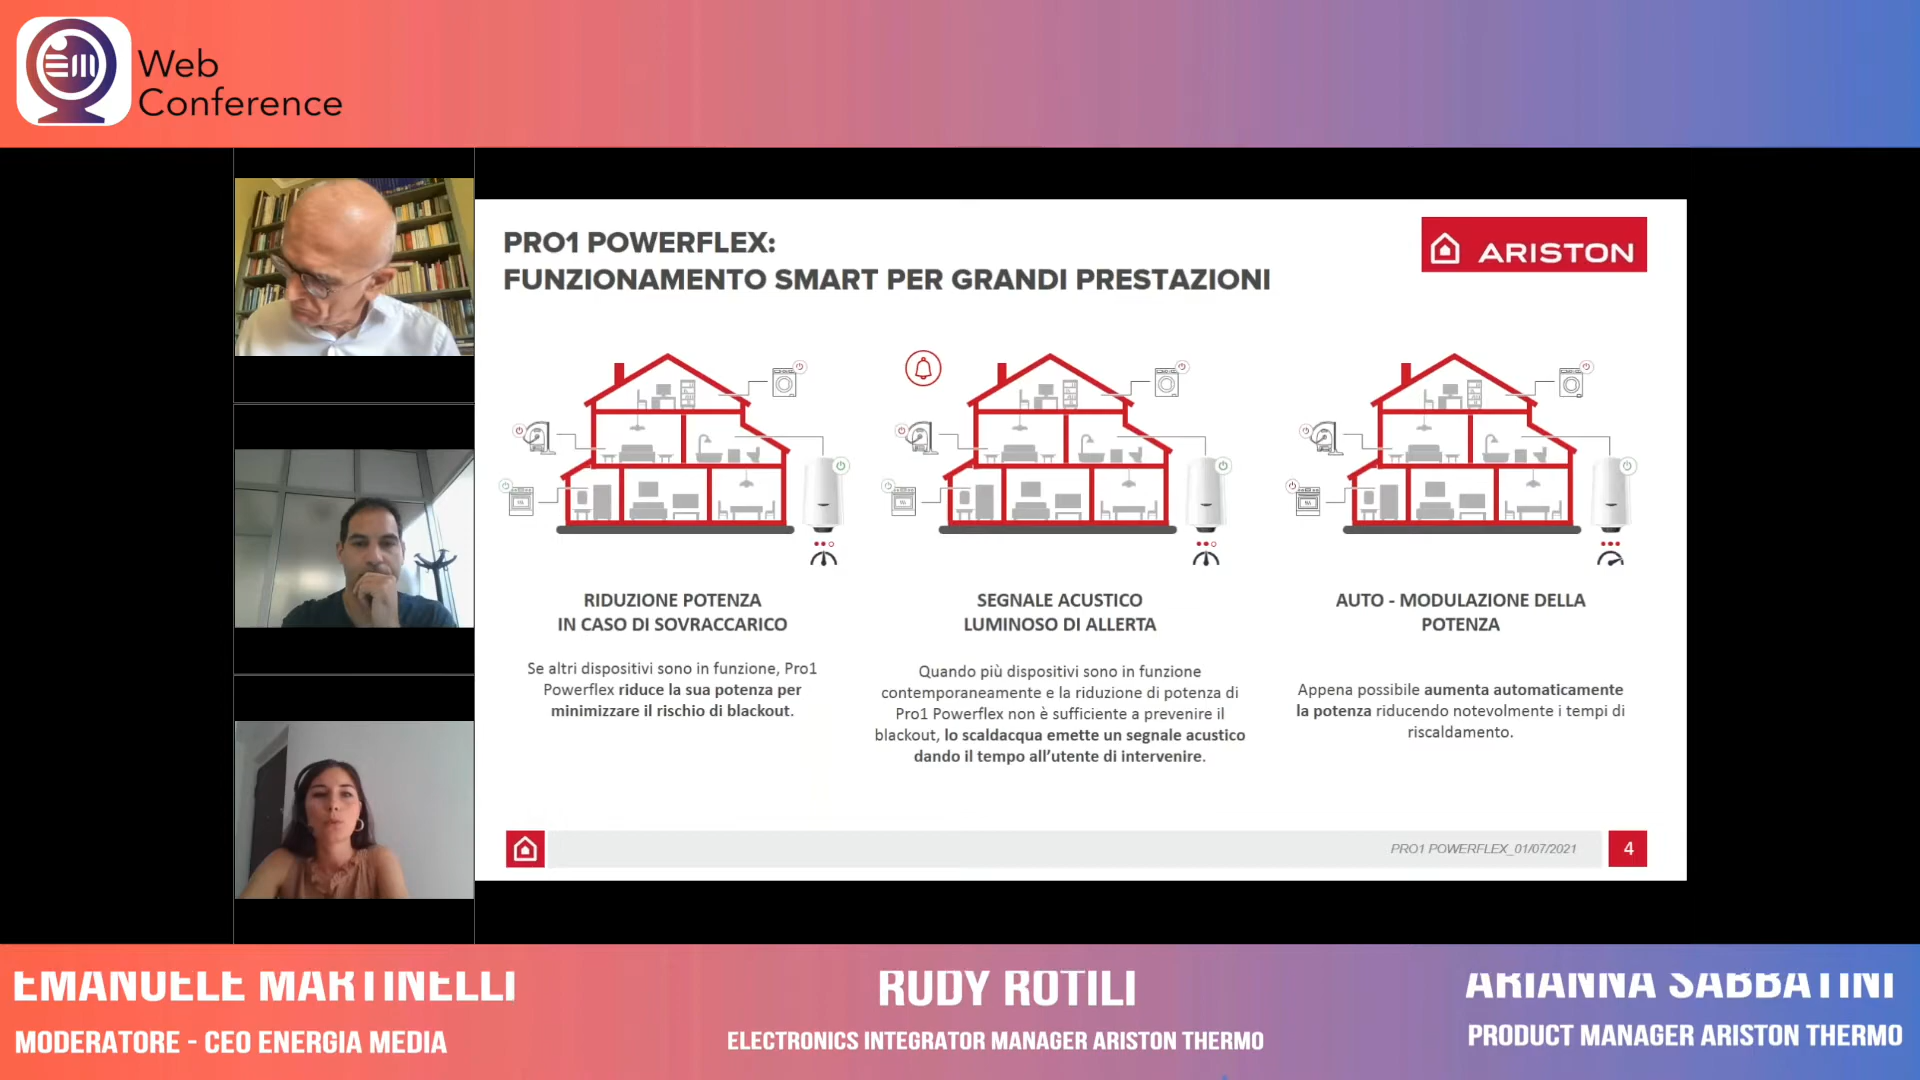 Web
Conference
PRO1 POWERFLEX:
FUNZIONAMENTO SMART PER GRANDI PRESTAZIONI
ARISTON
RIDUZIONE POTENZA
IN CASO DI SOVRACCARICO
Se altri dispositivi sono in funzione, Pro1
Powerflex riduce la sua potenza per
minimizzare il rischio di blackout.
SEGNALE ACUSTICO
LUMINOSO DI ALLERTA
Quando più dispositivi sono in funzione
contemporaneamente e la riduzione di potenza di
Pro1 Powerflex non è sufficiente a prevenire il
blackout, lo scaldacqua emette un segnale acustico
dando il tempo all'utente di intervenire.
AUTO - MODULAZIONE DELLA
POTENZA
Appena possibile aumenta automaticamente
la potenza riducendo notevolmente i tempi di
riscaldamento.
PRO1 POWERFLEX_01/07/2021
4
EMANUELE MARTINELLI
MODERATORE - CEO ENERGIA MEDIA
RUDY ROTILI
ELECTRONICS INTEGRATOR MANAGER ARISTON THERMO
ARIANNA SABBATINI
PRODUCT MANAGER ARISTON THERMO